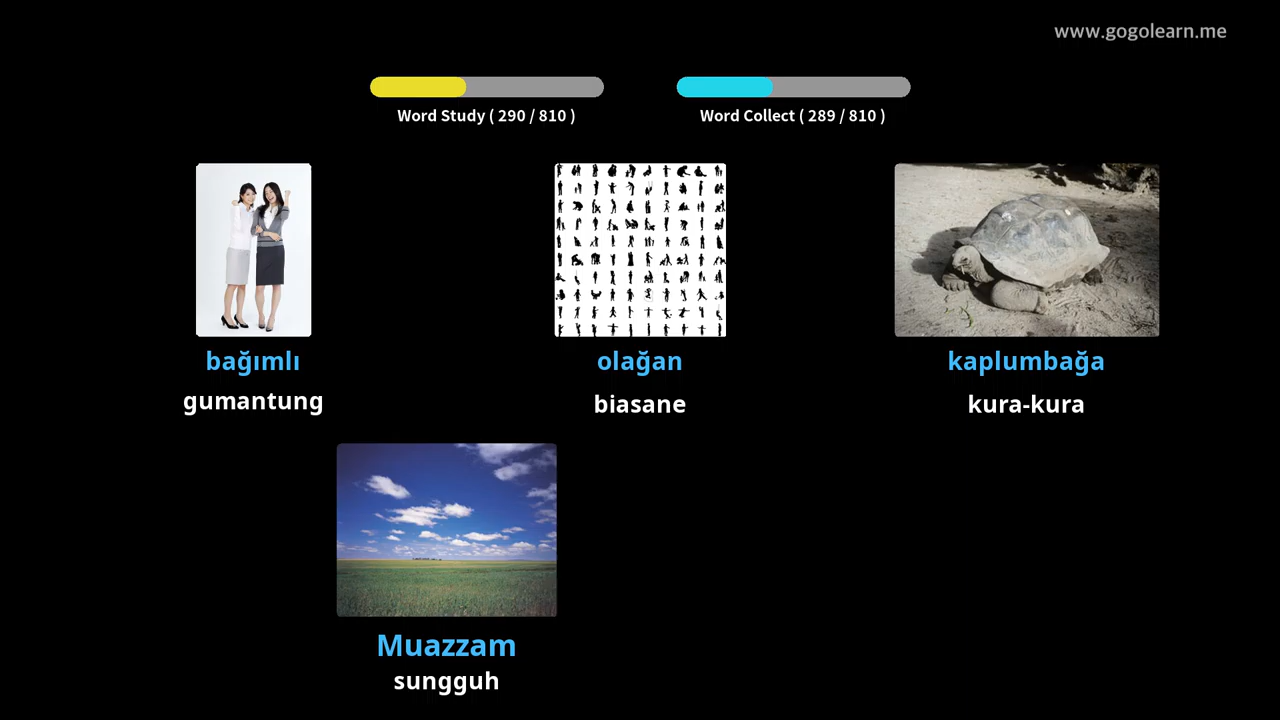 www.gogolearn.me
Word Study ( 290 / 810 )
Word Collect ( 289 / 810 )
bağımlı
gumantung
olağan
biasane
kaplumbağa
kura-kura
Muazzam
sungguh